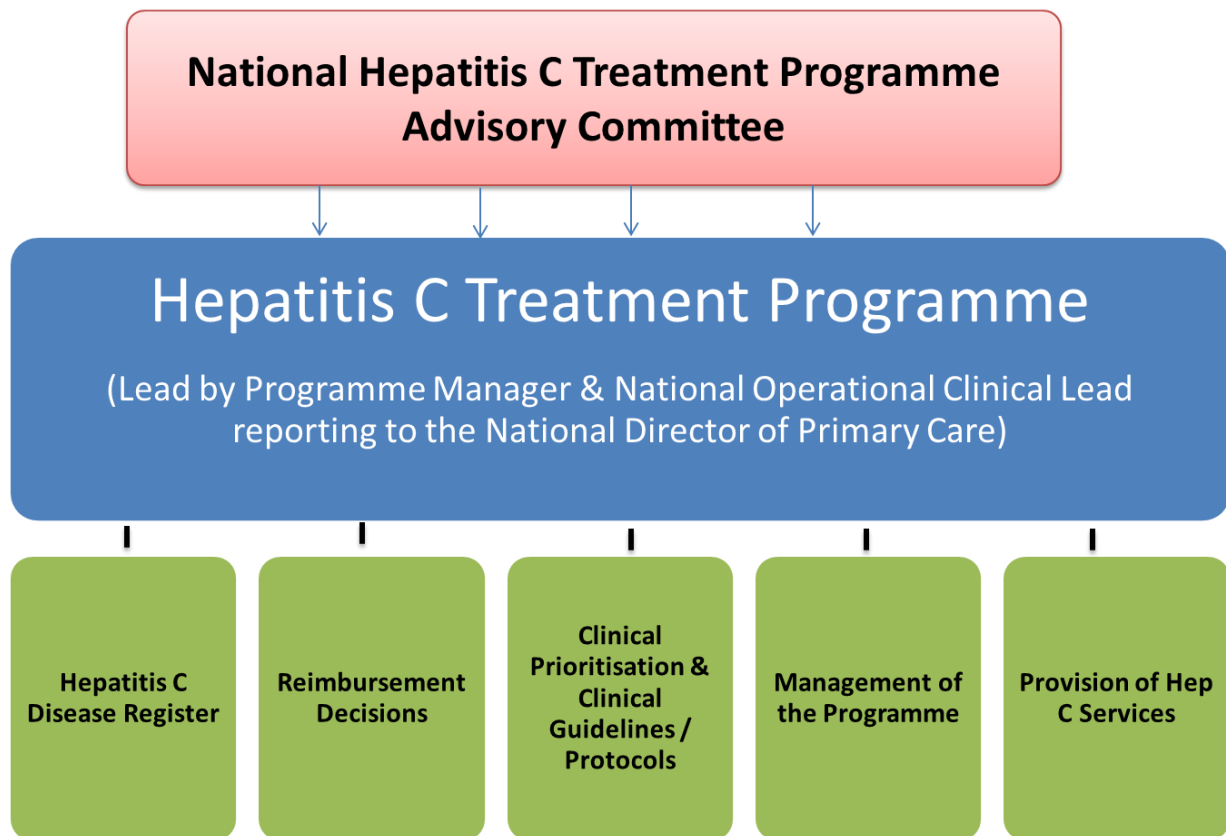 National Hepatitis C Treatment Programme
Advisory Committee
Hepatitis C Treatment Programme
(Lead by Programme Manager & National Operational Clinical Lead
reporting to the National Director of Primary Care)
Hepatitis C
Disease Register
Reimbursement
Decisions
Clinical
Prioritisation &
Clinical
Guidelines /
Protocols
Management of
the Programme
Provision of Hep
C Services